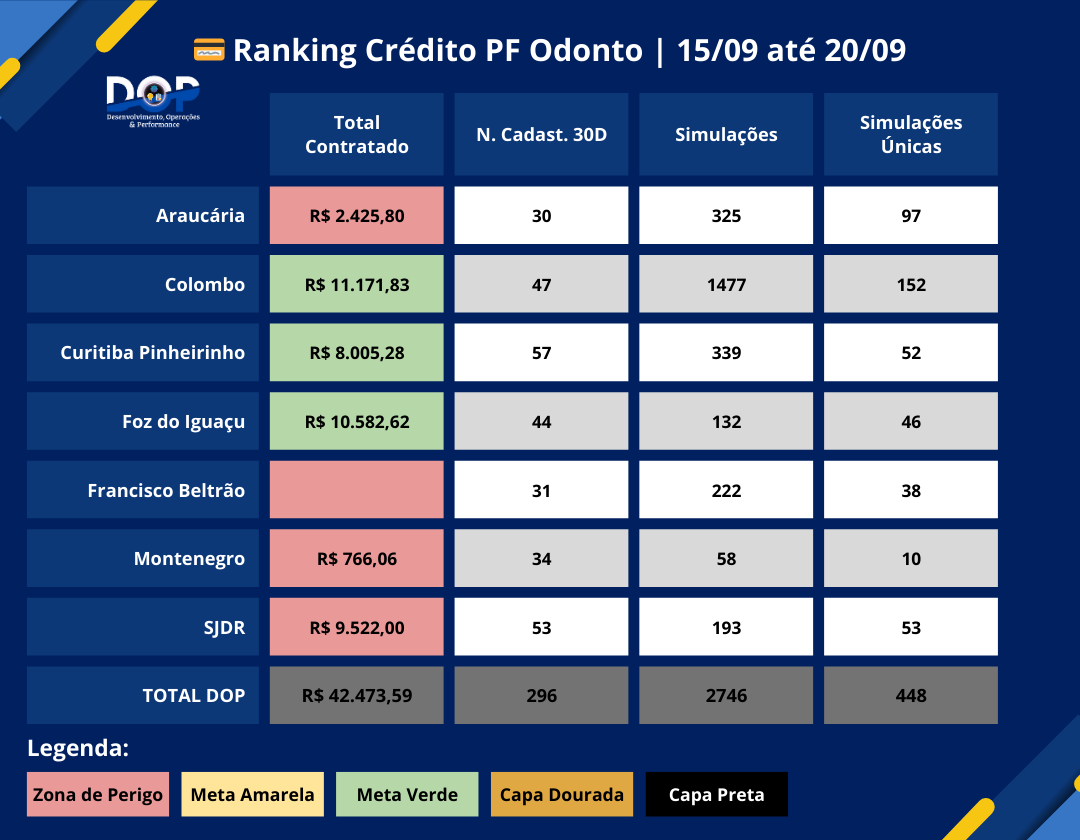 💳 Ranking Crédito PF Odonto | 15/09 até 20/09
DOP
Desenvolvimento, Operações
& Performance
Total
Contratado
N. Cadast. 30D
Simulações
Simulações
Únicas
Araucária R$ 2.425,80 30 325 97
Colombo R$ 11.171,83 47 1477 152
Curitiba Pinheirinho R$ 8.005,28 57 339 52
Foz do Iguaçu R$ 10.582,62 44 132 46
Francisco Beltrão 31 222 38
Montenegro R$ 766,06 34 58 10
SJDR R$ 9.522,00 53 193 53
TOTAL DOP R$ 42.473,59 296 2746 448
Legenda:
Zona de Perigo Meta Amarela Meta Verde Capa Dourada Capa Preta